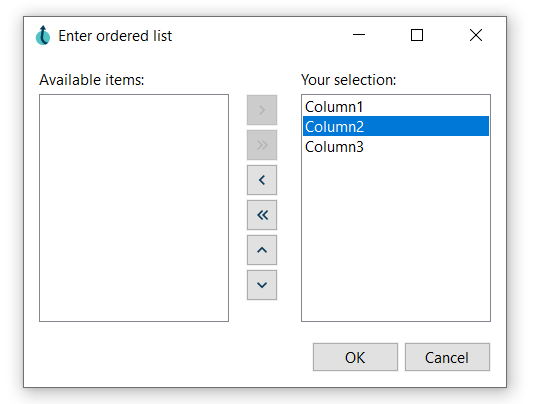 Enter ordered list
Available items:
Your selection:
Column1
Column2
Column3
OK
Cancel